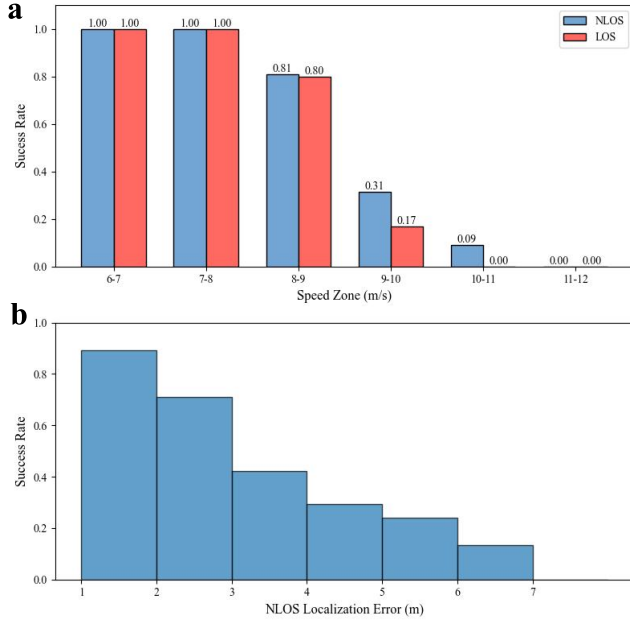 a
1.0
0.8
0.6
0.4
0.2
0.0
Sucess Rate
1.00 1.00 1.00 1.00 0.81 0.80 0.31 0.17 0.09 0.00 0.00 0.00
NLOS
LOS
6-7 7-8 8-9 9-10 10-11 11-12
Speed Zone (m/s)
b
1.0
0.8
0.6
0.4
0.2
0.0
Success Rate
1 2 3 4 5 6 7
NLOS Localization Error (m)